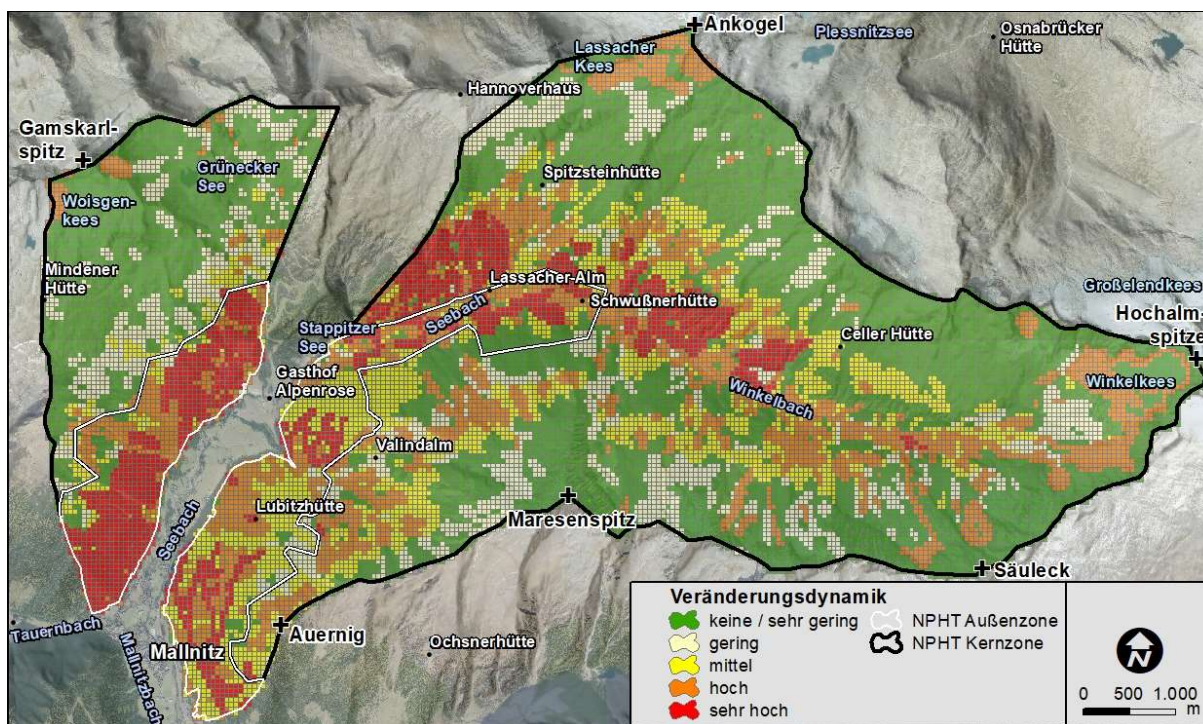 Ankogel
Plessnitzsee
Osnabrücker
Hütte
Lassacher
Kees
Hannoverhaus
Gamskarl-
spitz
Grünecker
See
Spitzsteinhütte
Woisgen-
kees
Mindener
Hütte
Lassacher-Alm
Seebach
Schwußnerhütte
Großelendkees
Hochalm-
spitze
Stappitzer
See
Celler Hütte
Gasthof
Alpenrose
Winkelkees
Winkelbach
Valindalm
Lubitzhütte
Maresenspitz
Seebach
Säuleck
Tauernbach
Mallnitzbach
Mallnitz
Auernig
Ochsnerhütte
Veränderungsdynamik
keine / sehr gering
gering
mittel
hoch
sehr hoch
NPHT Außenzone
NPHT Kernzone
N
0 500 1.000
m